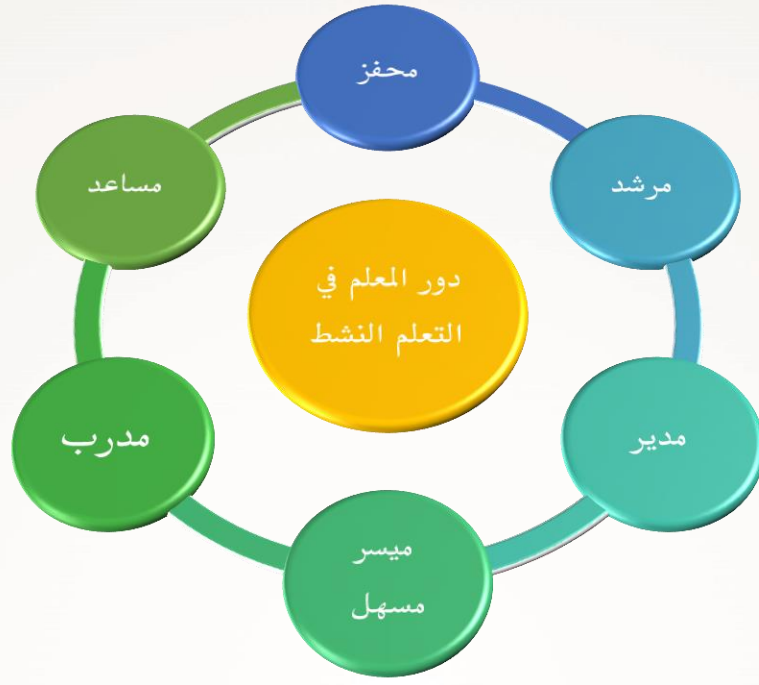 محفز
مرشد
مدير
ميسر
مسهل
مدرب
مساعد
دور المعلم في
التعلم النشط